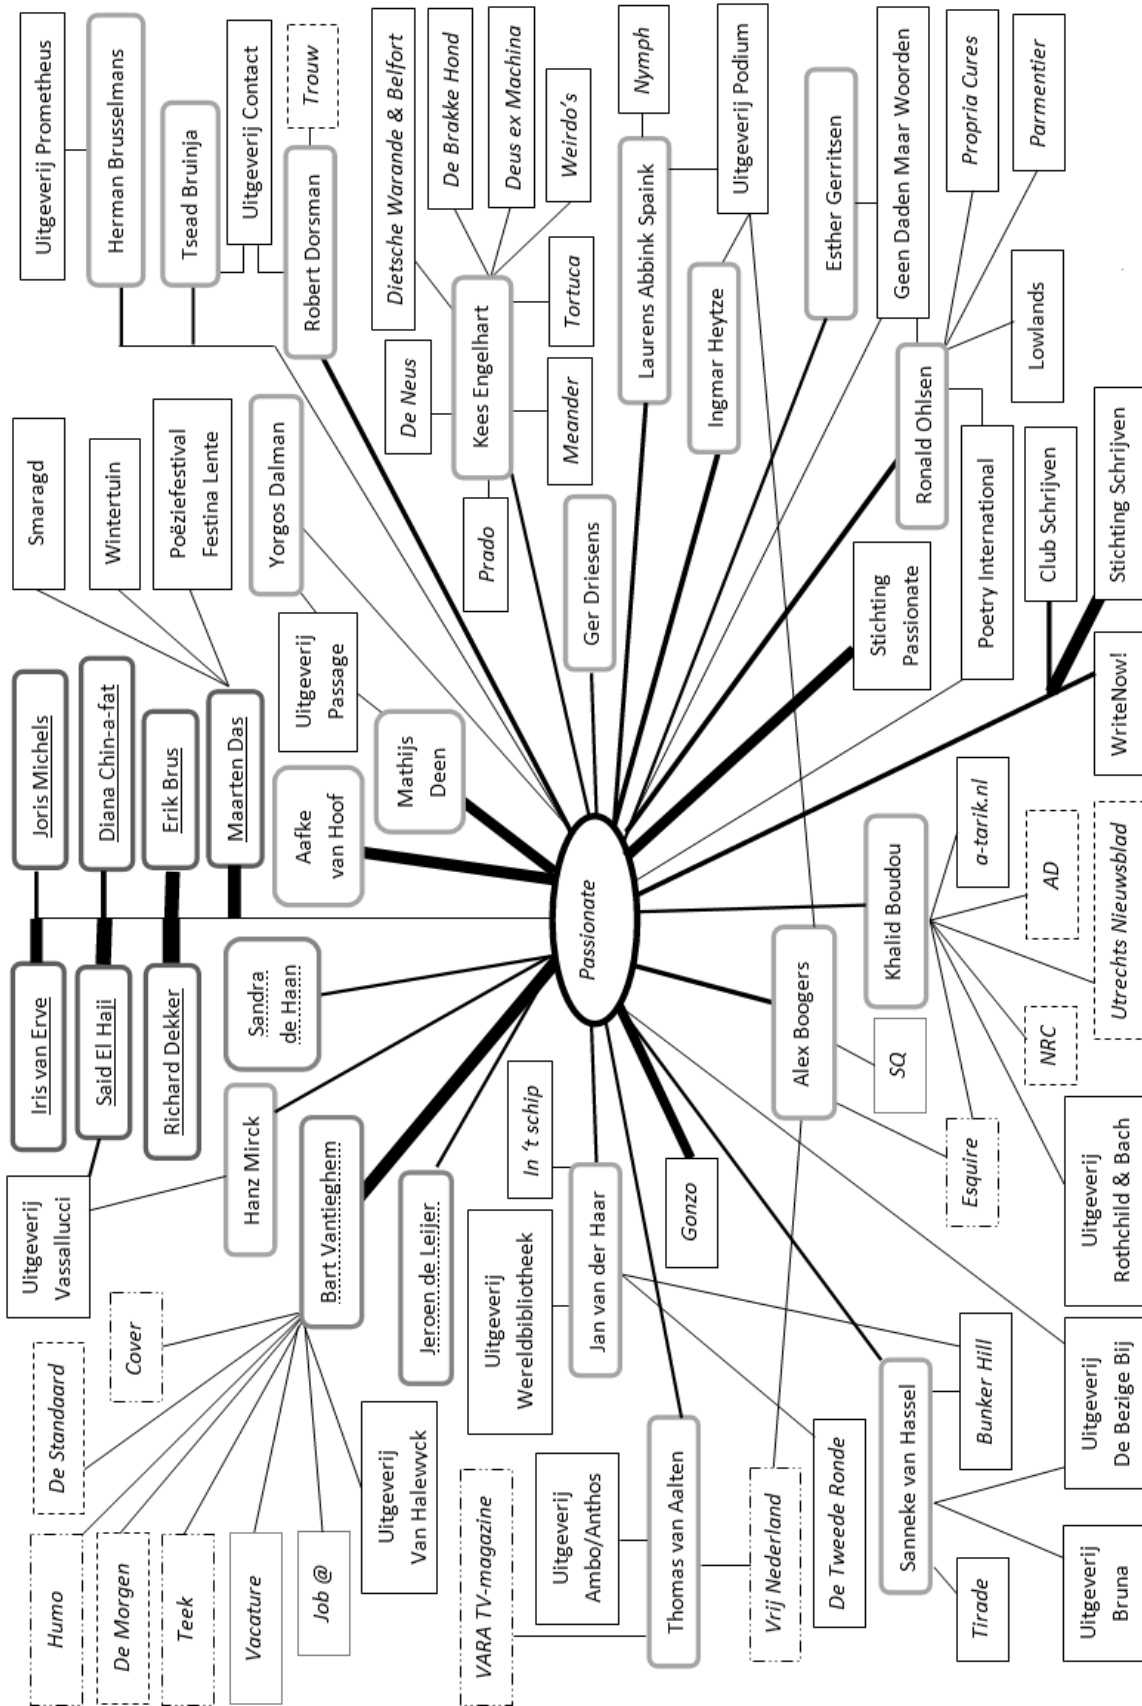 Uitgeverij Prometheus
Herman Brusselmans
Tsead Bruinja
Uitgeverij Contact
Trouw
Robert Dorsman
Dietsche Warande & Belfort
De Brakke Hond
Deus ex Machina
Weirdo's
De Neus
Kees Engelhart
Tortuca
Meander
Prado
Nymph
Laurens Abbink Spaink
Uitgeverij Podium
Ingmar Heytze
Esther Gerritsen
Geen Daden Maar Woorden
Propria Cures
Parmentier
Lowlands
Ronald Ohlsen
Poetry International
Club Schrijven
Stichting Schrijven
WriteNow!
Stichting
Passionate
Ger Driesens
Smaragd
Wintertuin
Poëziefestival
Festina Lente
Yorgos Dalman
Uitgeverij
Passage
Mathijs
Deen
Aafke
van Hoof
Joris Michels
Diana Chin-a-fat
Erik Brus
Maarten Das
Iris van Erve
Said El Haji
Richard Dekker
Sandra
de Haan
Passionate
Uitgeverij
Vassallucci
Hanz Mirck
Bart Vantieghem
Jeroen de Leijer
Cover
De Standaard
Humo
De Morgen
Teek
Vacature
Job @
Uitgeverij
Van Halewyck
In 't schip
Uitgeverij
Wereldbibliotheek
Jan van der Haar
Gonzo
VARA TV-magazine
Uitgeverij
Ambo/Anthos
Thomas van Aalten
Vrij Nederland
De Tweede Ronde
Sanneke van Hassel
Bunker Hill
Tirade
Uitgeverij
Bruna
Uitgeverij
De Bezige Bij
Alex Boogers
SQ
Esquire
Khalid Boudou
a-tarik.nl
AD
Utrechts Nieuwsblad
NRC
Uitgeverij
Rothchild & Bach